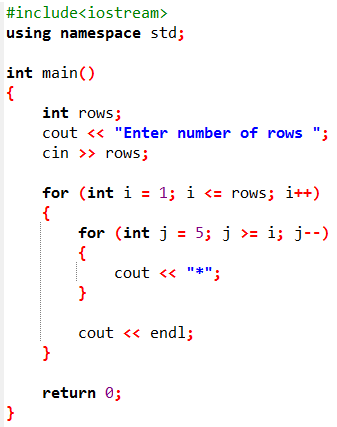 #include<iostream>
using namespace std;

int main()
{
    int rows;
    cout << "Enter number of rows ";
    cin >> rows;

    for (int i = 1; i <= rows; i++)
    {
        for (int j = 5; j >= i; j--)
        {
            cout << "*";
        }

        cout << endl;
    }

    return 0;
}